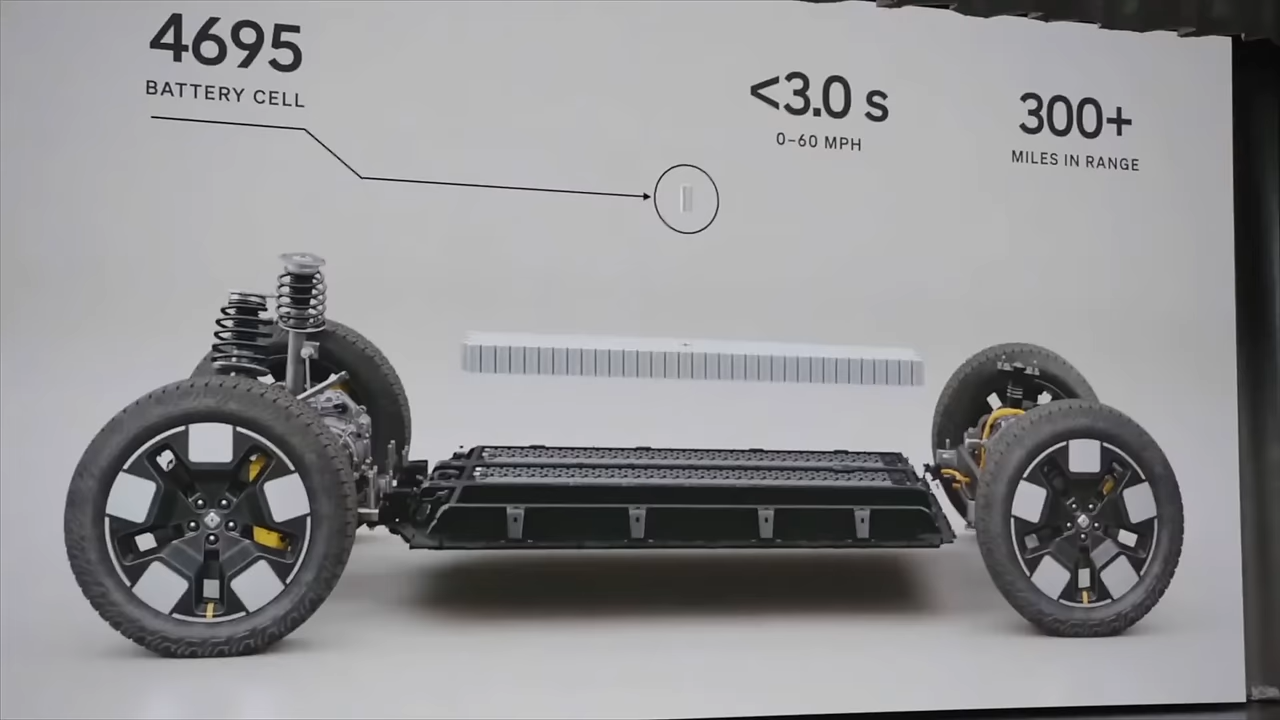 4695
BATTERY CELL
<3.0 s
0–60 MPH
300+
MILES IN RANGE